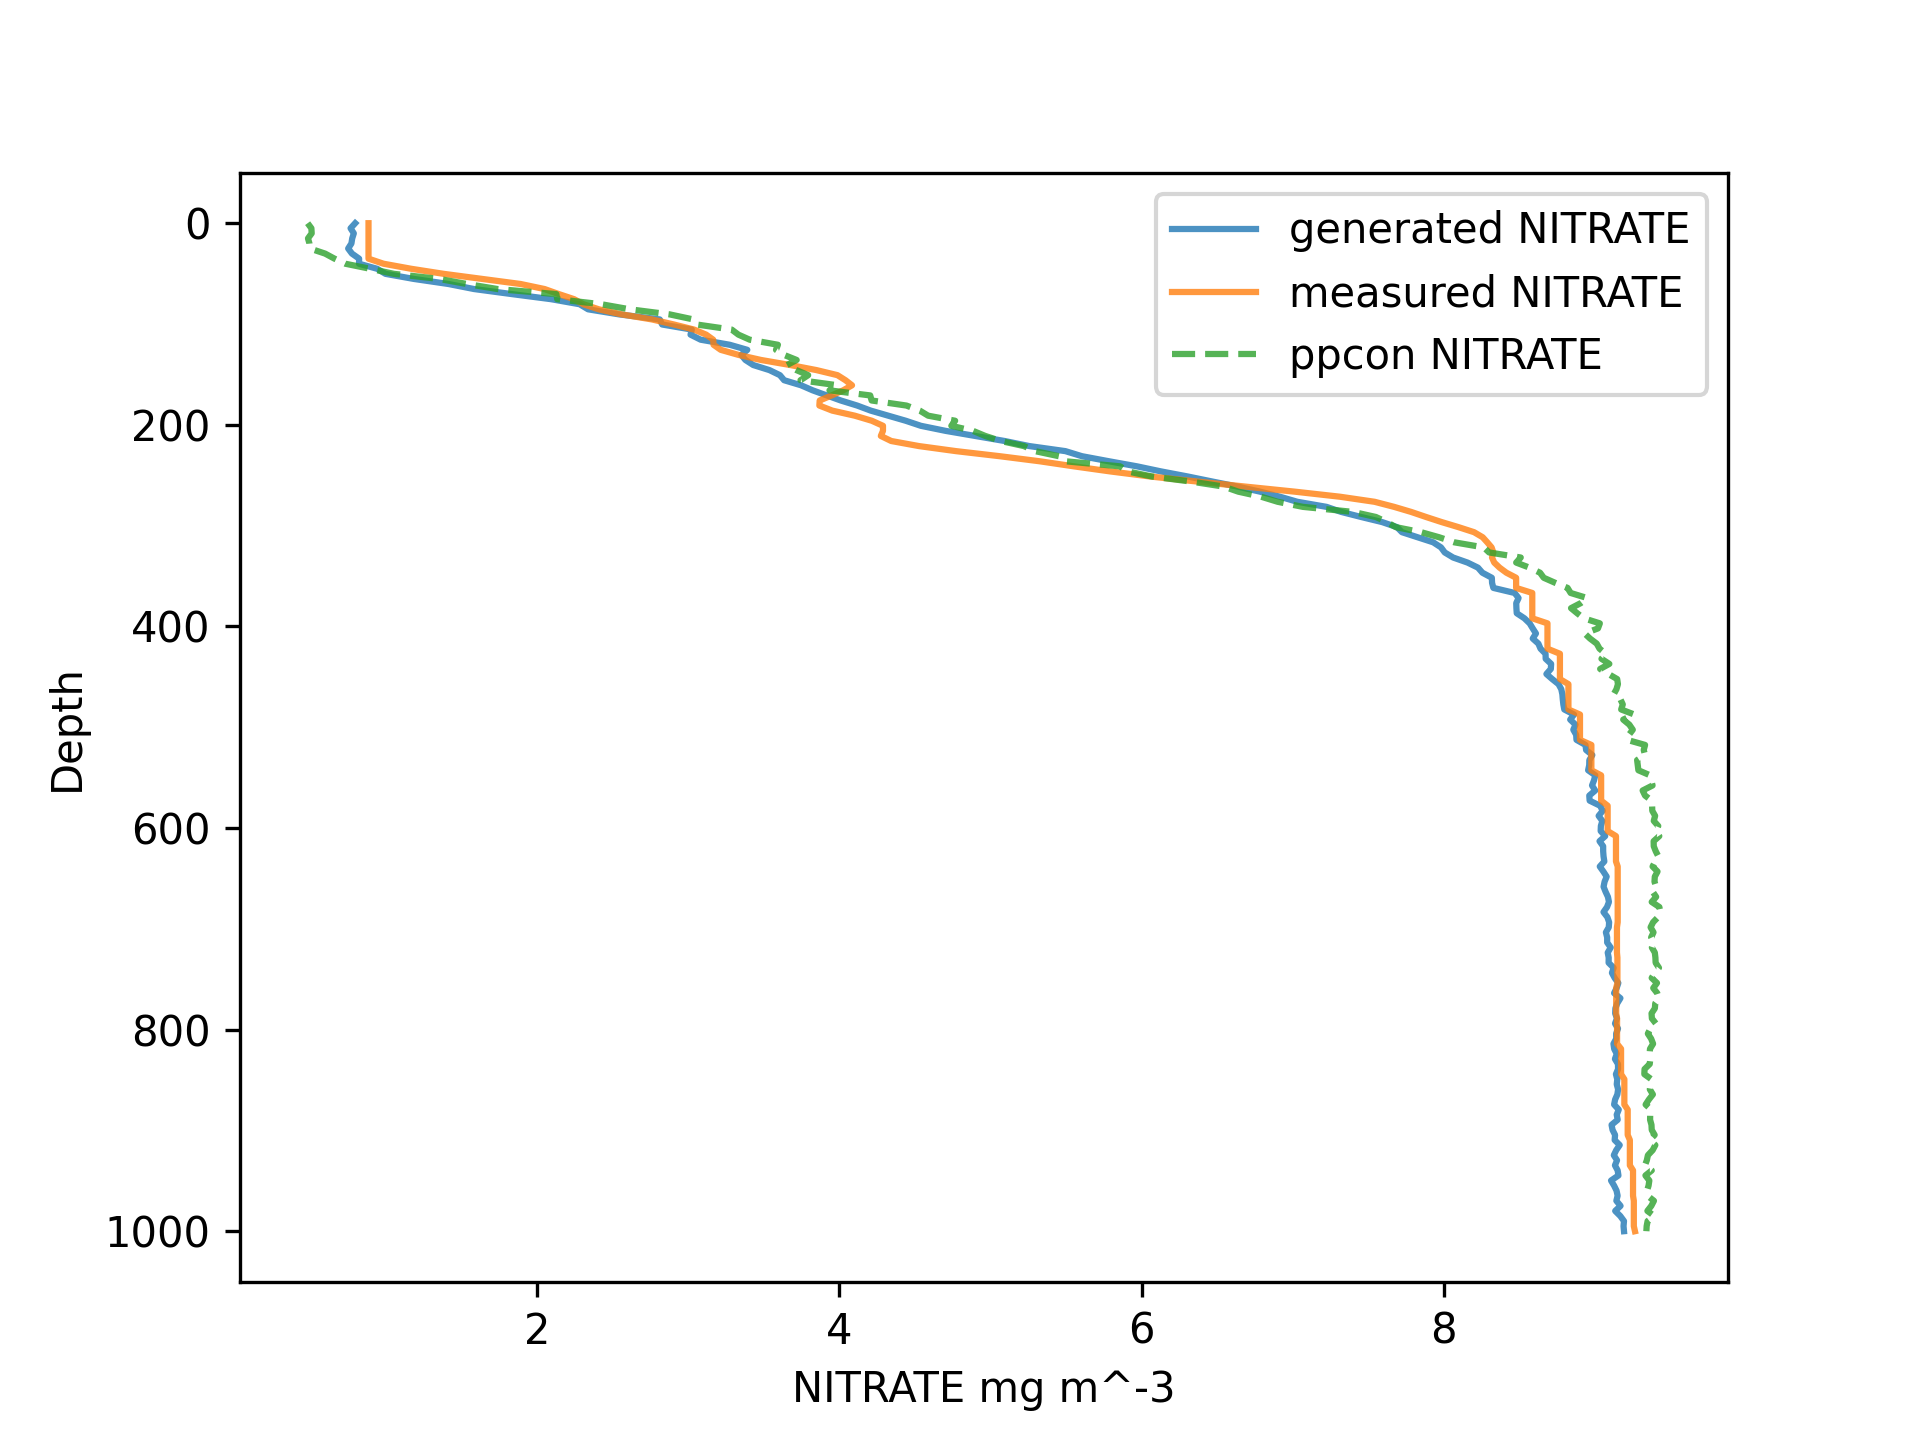 generated NITRATE
measured NITRATE
ppcon NITRATE
0
200
400
600
800
1000
Depth
2 4 6 8
NITRATE mg m^-3